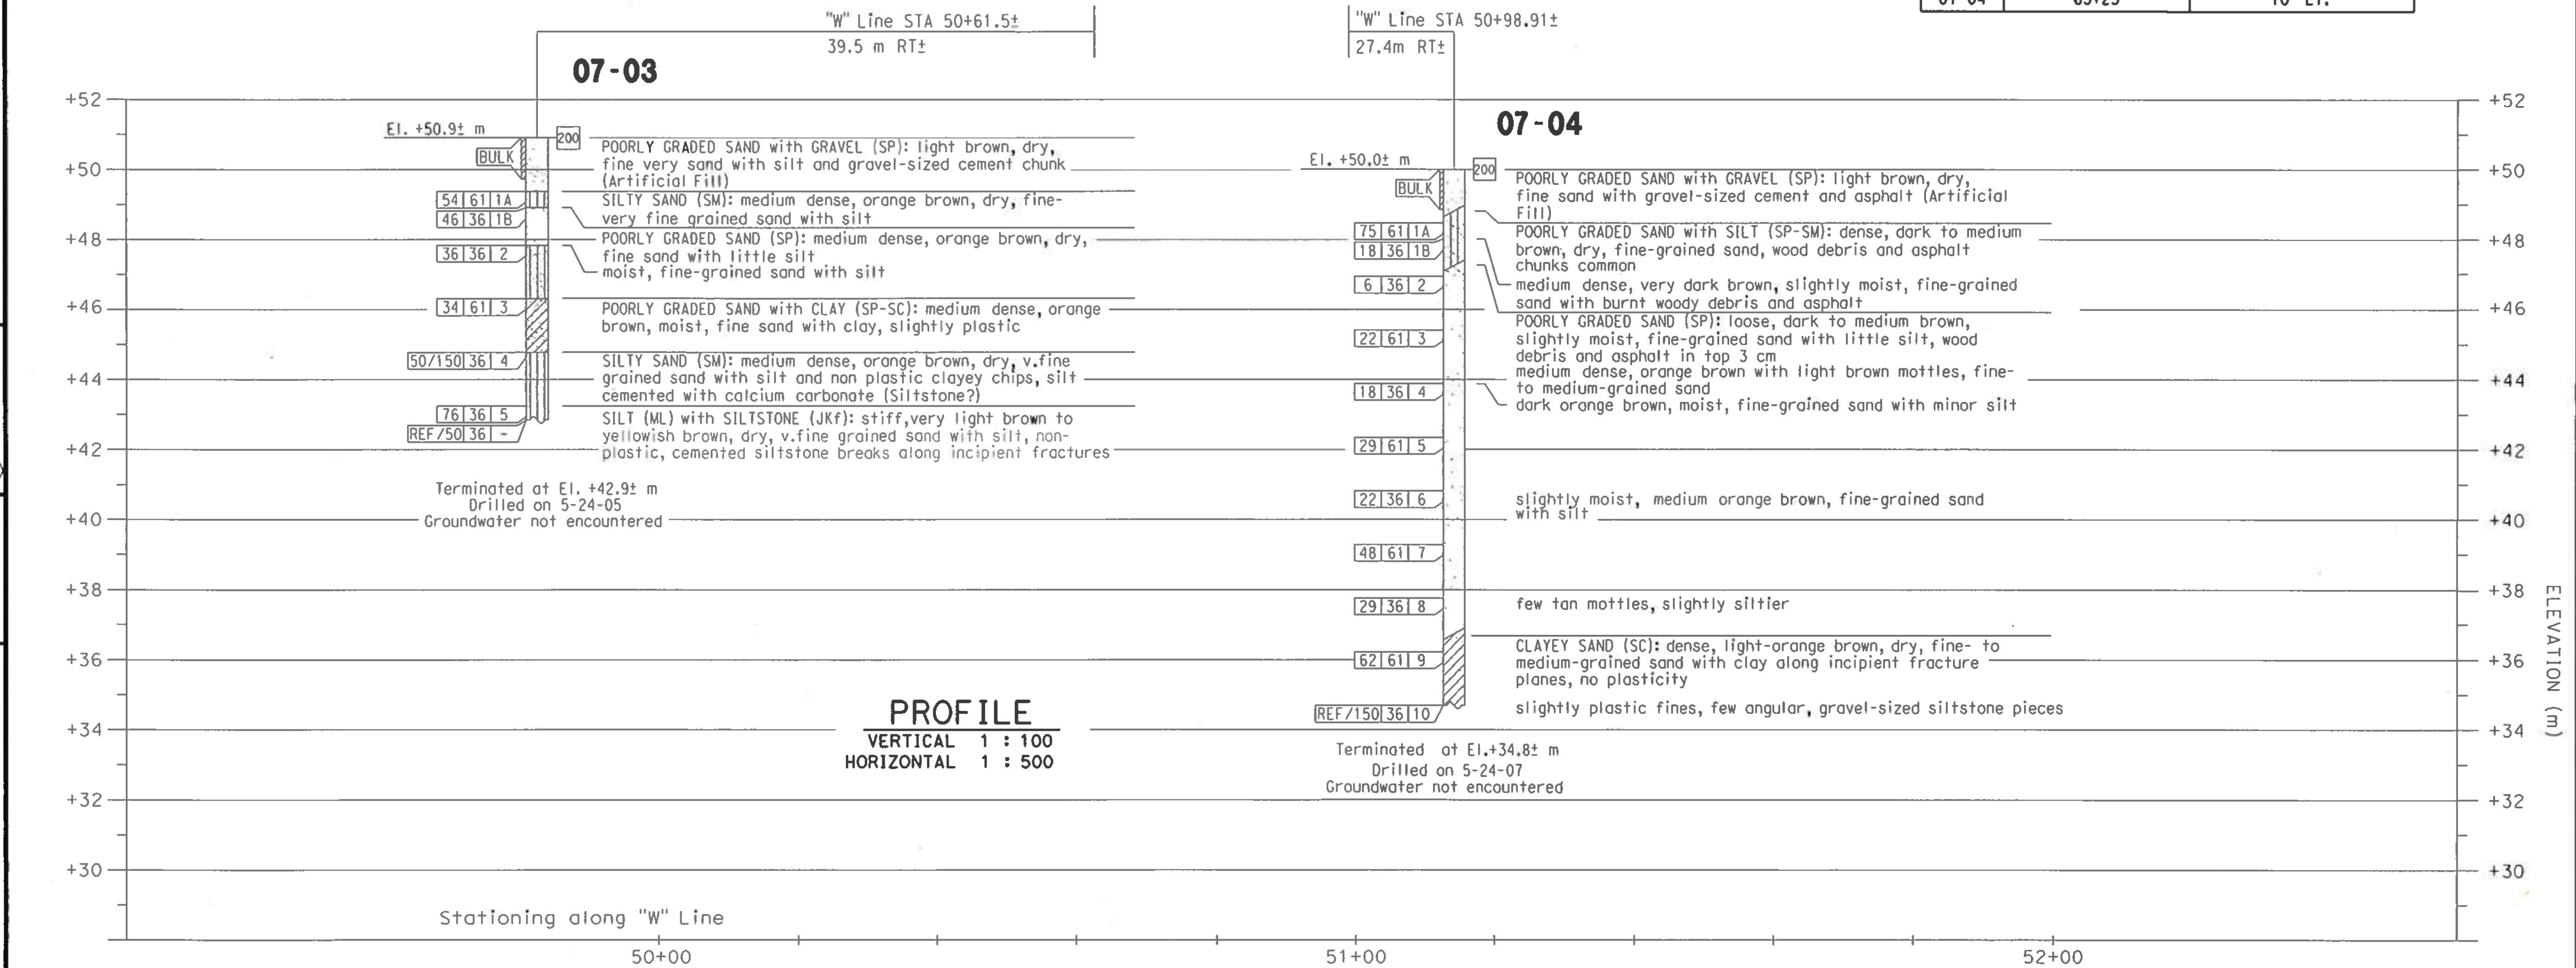 "W" Line STA 50+61.5±
39.5 m RT±
07-03
"W" Line STA 50+98.91±
27.4m RT±
07-04
+52
+50
+48
+46
+44
+42
+40
+38
+36
+34
+32
+30
El. +50.9± m
200
BULK
54 61 1A
46 36 1B
36 36 2
34 61 3
50/150 36 4
76 36 5
REF/50 36 -
POORLY GRADED SAND with GRAVEL (SP): light brown, dry,
fine very sand with silt and gravel-sized cement chunk
(Artificial Fill)
SILTY SAND (SM): medium dense, orange brown, dry, fine-
very fine grained sand with silt
POORLY GRADED SAND (SP): medium dense, orange brown, dry,
fine sand with little silt
moist, fine-grained sand with silt
POORLY GRADED SAND with CLAY (SP-SC): medium dense, orange
brown, moist, fine sand with clay, slightly plastic
SILTY SAND (SM): medium dense, orange brown, dry, v.fine
grained sand with silt and non plastic clayey chips, silt
cemented with calcium carbonate (Siltstone?)
SILT (ML) with SILTSTONE (JKf): stiff,very light brown to
yellowish brown, dry, v.fine grained sand with silt, non-
plastic, cemented siltstone breaks along incipient fractures
Terminated at El. +42.9± m
Drilled on 5-24-05
Groundwater not encountered
El. +50.0± m
200
BULK
75 61 1A
18 36 1B
6 36 2
22 61 3
18 36 4
29 61 5
22 36 6
48 61 7
29 36 8
62 61 9
REF/150 36 10
POORLY GRADED SAND with GRAVEL (SP): light brown, dry,
fine sand with gravel-sized cement and asphalt (Artificial
Fill)
POORLY GRADED SAND with SILT (SP-SM): dense, dark to medium
brown, dry, fine-grained sand, wood debris and asphalt
chunks common
medium dense, very dark brown, slightly moist, fine-grained
sand with burnt woody debris and asphalt
POORLY GRADED SAND (SP): loose, dark to medium brown,
slightly moist, fine-grained sand with little silt, wood
debris and asphalt in top 3 cm
medium dense, orange brown with light brown mottles, fine-
to medium-grained sand
dark orange brown, moist, fine-grained sand with minor silt
slightly moist, medium orange brown, fine-grained sand
with silt
few tan mottles, slightly siltier
CLAYEY SAND (SC): dense, light-orange brown, dry, fine- to
medium-grained sand with clay along incipient fracture
planes, no plasticity
slightly plastic fines, few angular, gravel-sized siltstone pieces
Terminated at El.+34.8± m
Drilled on 5-24-07
Groundwater not encountered
PROFILE
VERTICAL 1 : 100
HORIZONTAL 1 : 500
+52
+50
+48
+46
+44
+42
+40
+38
+36
+34
+32
+30
ELEVATION (m)
Stationing along "W" Line
50+00
51+00
52+00